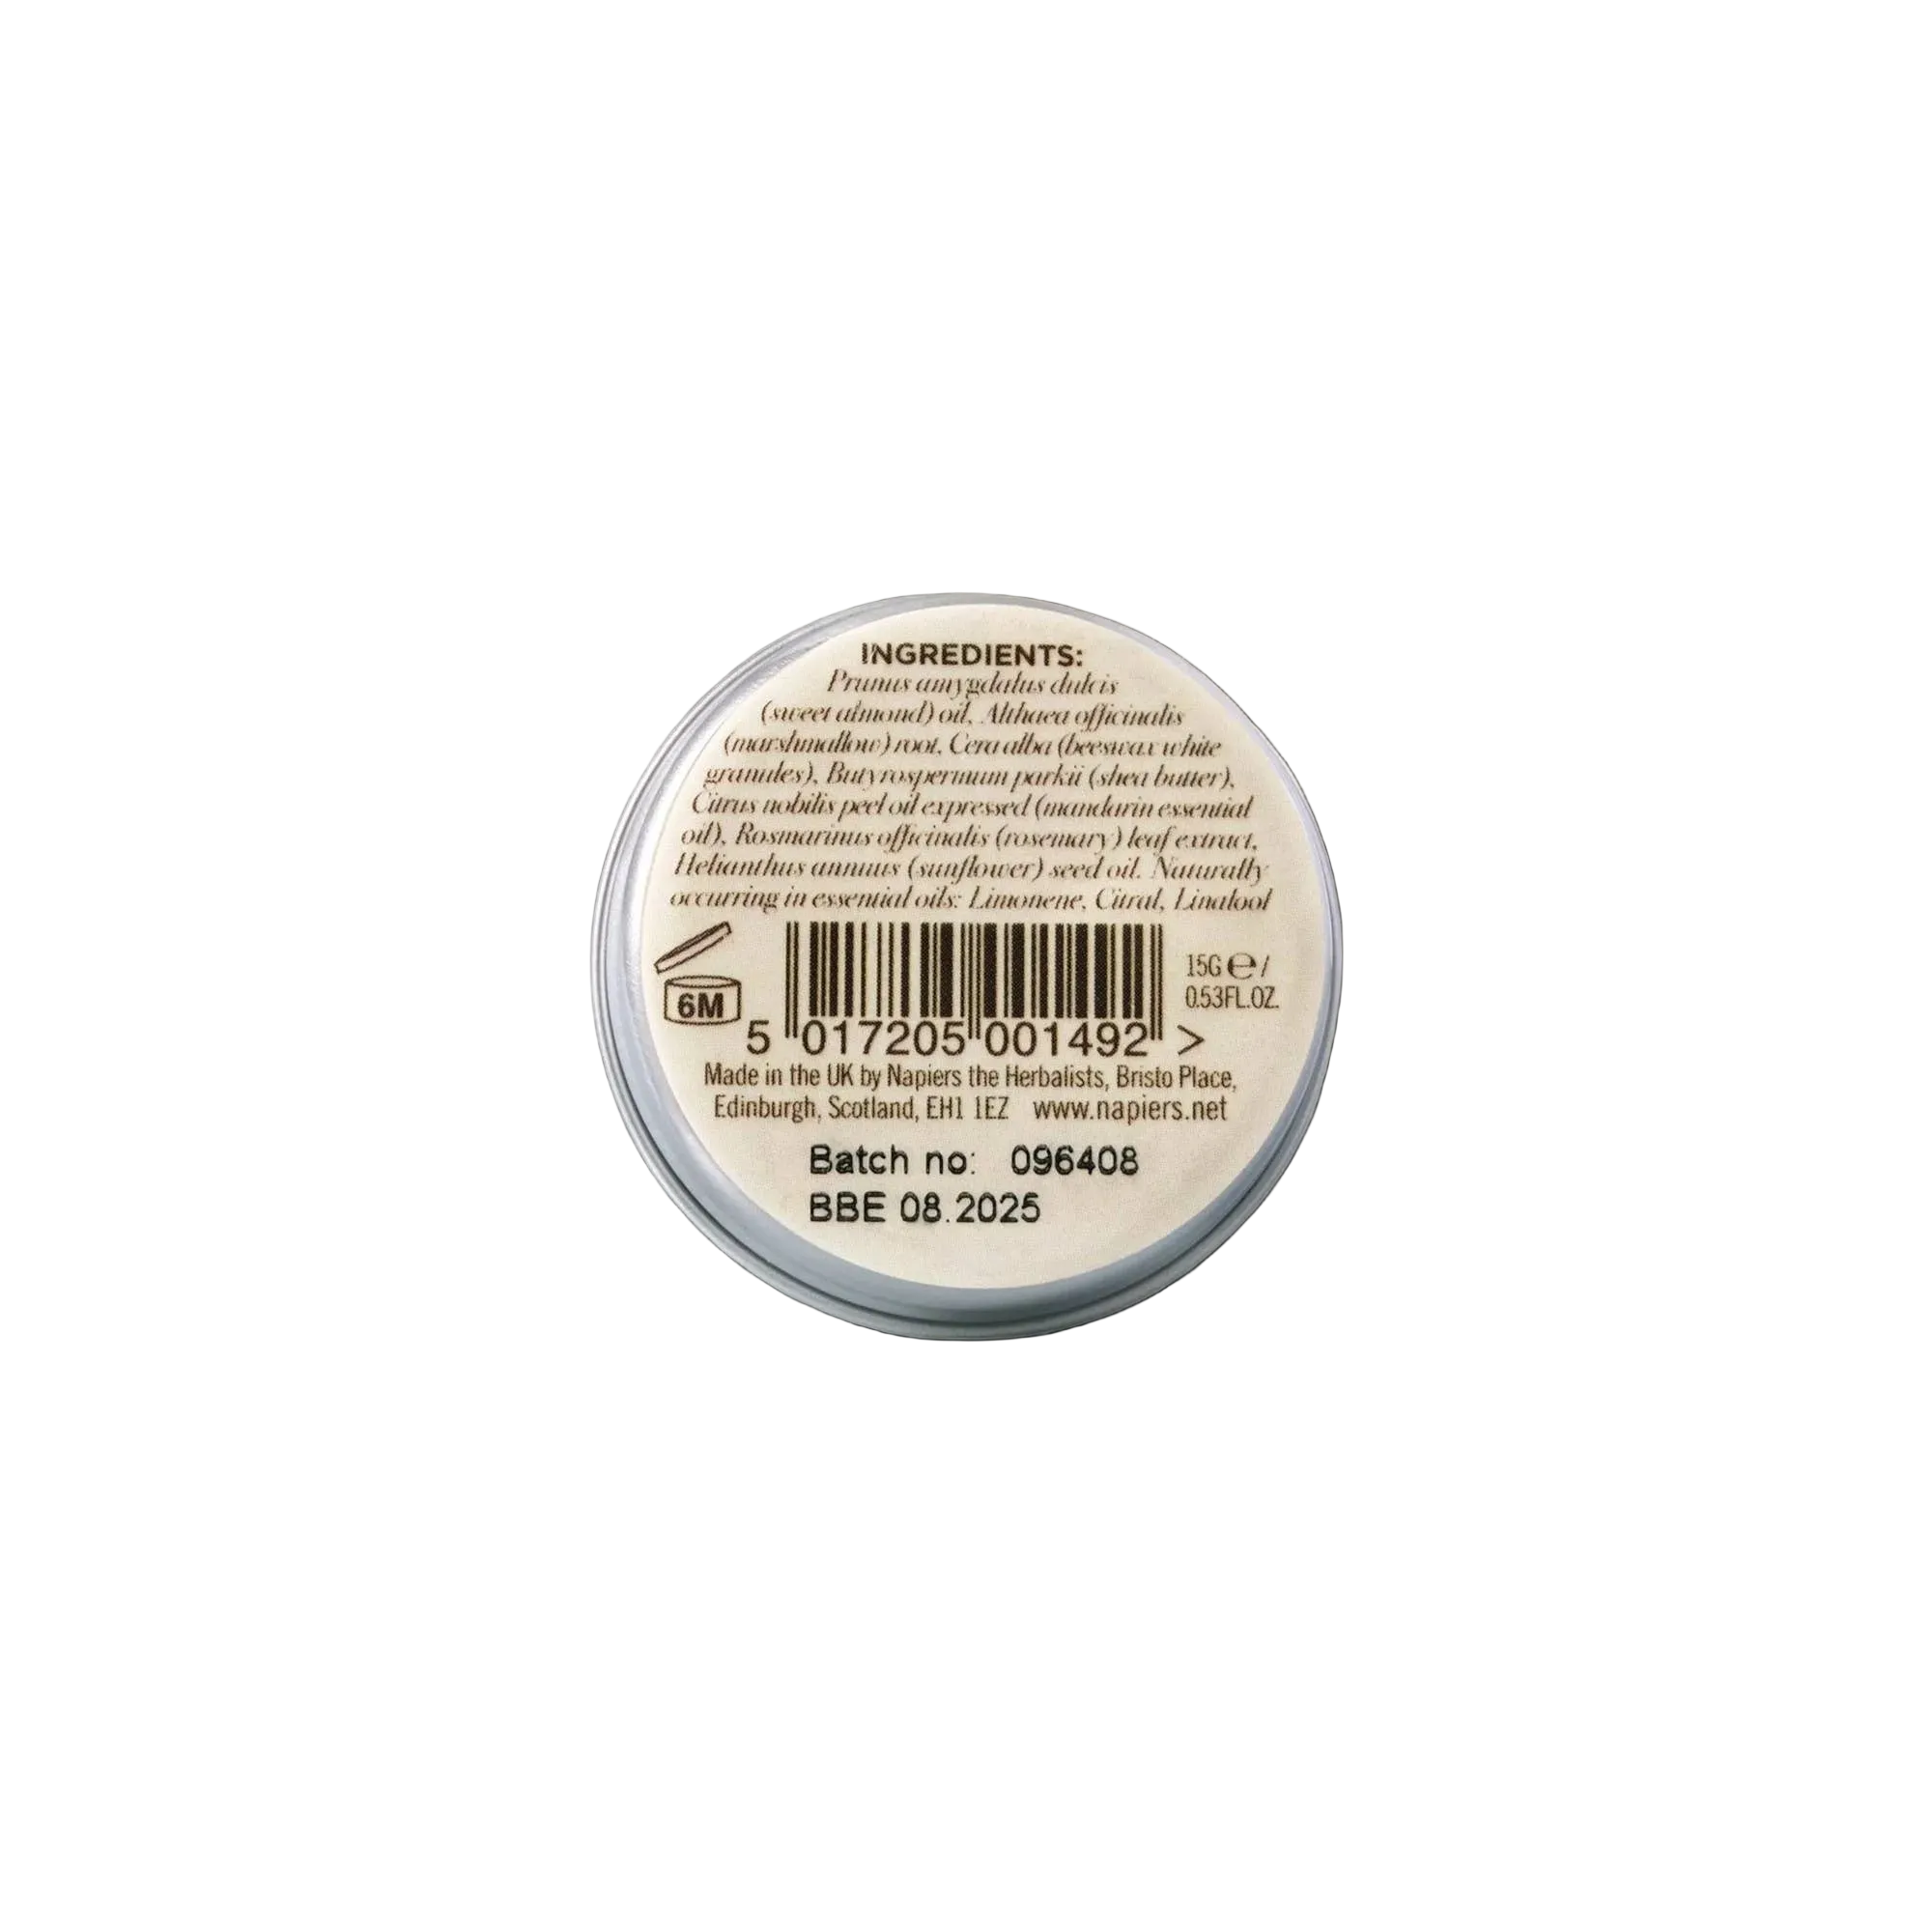 INGREDIENTS:
Prunus amygdalus dulcis
(sweet almond) oil, Althaea officinalis
(marshmallow) root, Cera alba (beeswax white
granules), Butyrospermum parkii (shea butter),
Citrus nobilis peel oil expressed (mandarin essential
oil), Rosmarinus officinalis (rosemary) leaf extract,
Helianthus annuus (sunflower) seed oil. Naturally
occurring in essential oils: Limonene, Citral, Linalool
6M
15G ℮ /
0.53FL.OZ.
5 017205 001492 >
Made in the UK by Napiers the Herbalists, Bristo Place,
Edinburgh, Scotland, EH1 1EZ www.napiers.net
Batch no: 096408
BBE 08.2025